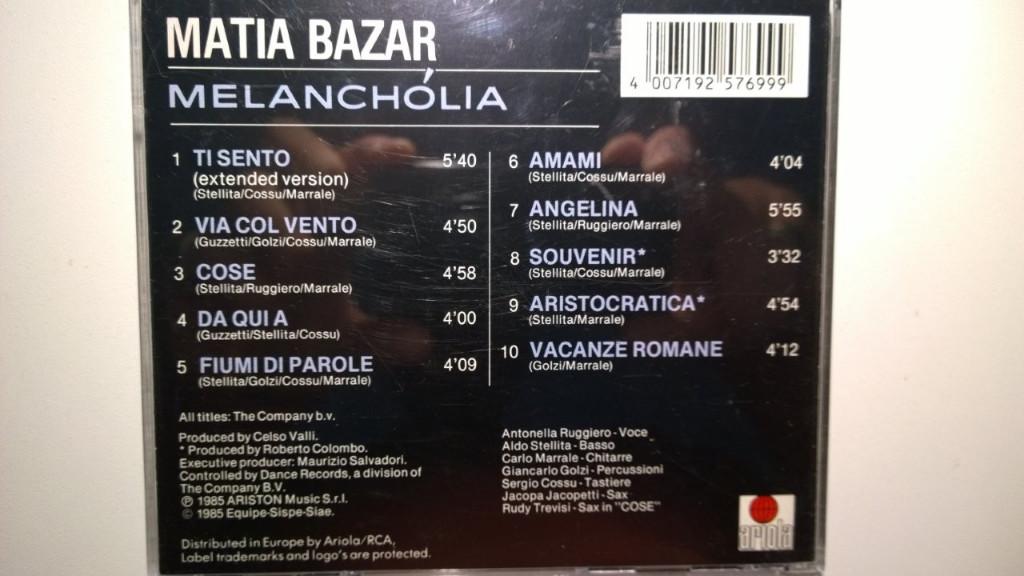 MATIA BAZAR
MELANCHÓLIA
4 007192 576999
1 TI SENTO 5'40
(extended version)
(Stellita/Cossu/Marrale)
2 VIA COL VENTO 4'50
(Guzzetti/Golzi/Cossu/Marrale)
3 COSE 4'58
(Stellita/Ruggiero/Marrale)
4 DA QUI A 4'00
(Guzzetti/Stellita/Cossu)
5 FIUMI DI PAROLE 4'09
(Stellita/Golzi/Cossu/Marrale)
6 AMAMI 4'04
(Stellita/Cossu/Marrale)
7 ANGELINA 5'55
(Stellita/Ruggiero/Marrale)
8 SOUVENIR* 3'32
(Stellita/Cossu/Marrale)
9 ARISTOCRATICA* 4'54
(Stellita/Marrale)
10 VACANZE ROMANE 4'12
(Golzi/Marrale)
All titles: The Company b.v.
Produced by Celso Valli.
* Produced by Roberto Colombo.
Executive producer: Maurizio Salvadori.
Controlled by Dance Records, a division of
The Company B.V.
℗ 1985 ARISTON Music S.r.l.
© 1985 Equipe-Sispe-Siae.
Distributed in Europe by Ariola/RCA,
Label trademarks and logo's are protected.
Antonella Ruggiero - Voce
Aldo Stellita - Basso
Carlo Marrale - Chitarre
Giancarlo Golzi - Percussioni
Sergio Cossu - Tastiere
Jacopa Jacopetti - Sax
Rudy Trevisi - Sax in "COSE"
ariola